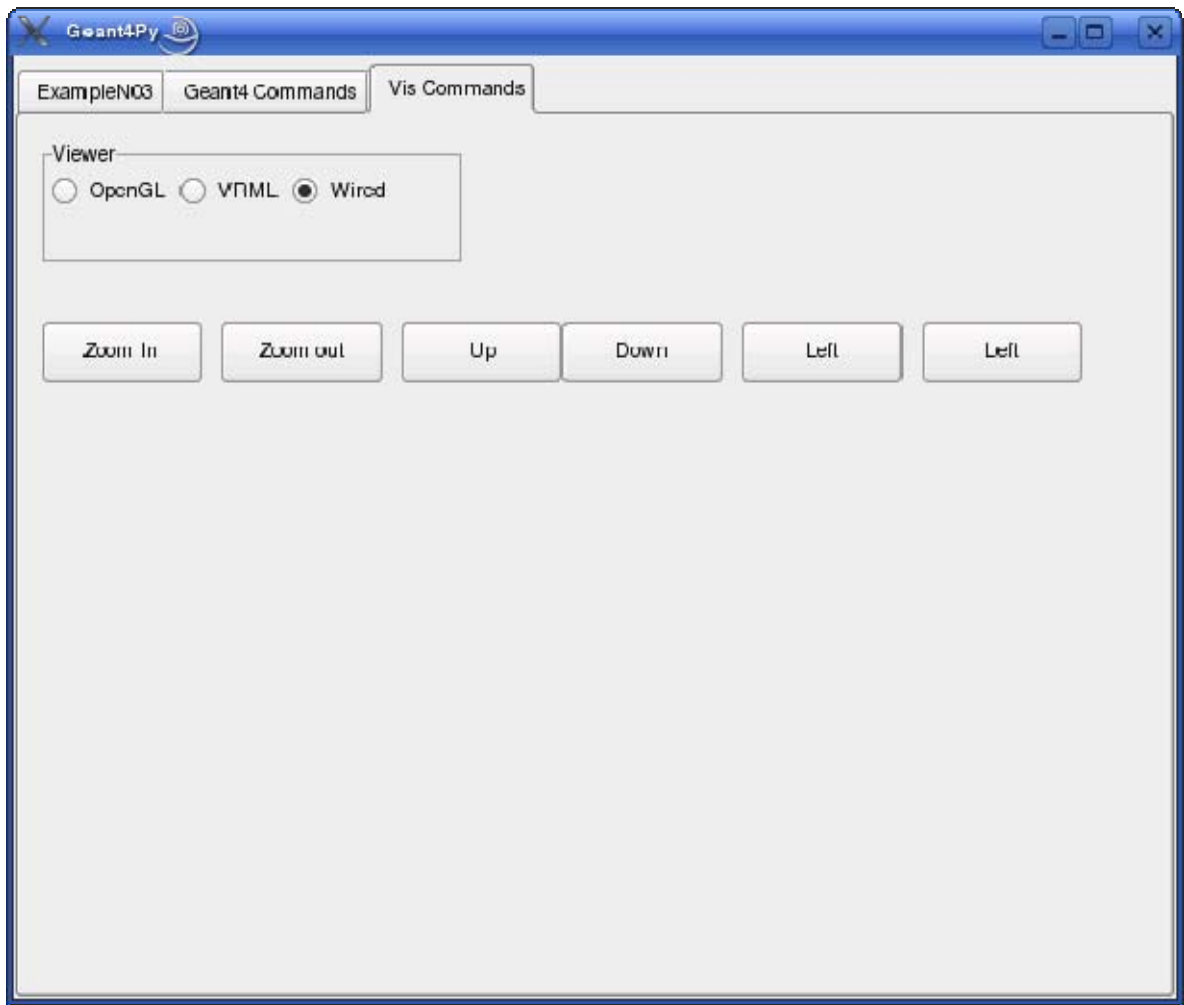 Geant4Py
ExampleN03 Geant4 Commands Vis Commands
Viewer
OpenGL VRML Wired
Zoom In Zoom out Up Down Left Left